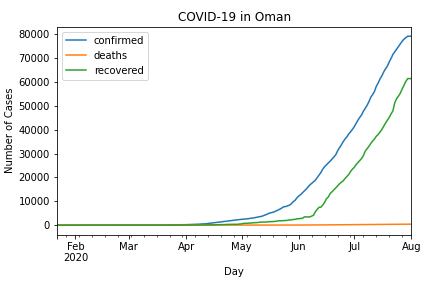 COVID-19 in Oman
confirmed
deaths
recovered
Number of Cases
80000
70000
60000
50000
40000
30000
20000
10000
0
Feb Mar Apr May Jun Jul Aug
2020
Day